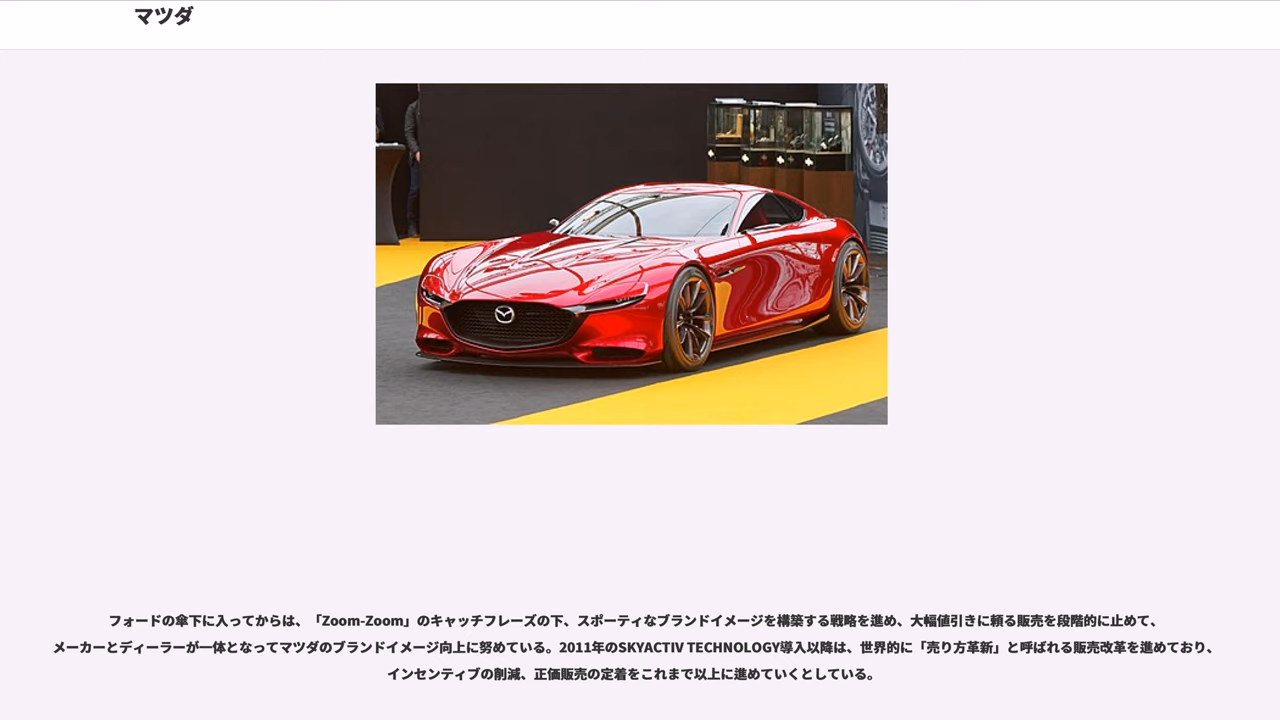 マツダ
フォードの傘下に入ってからは、「Zoom-Zoom」のキャッチフレーズの下、スポーティなブランドイメージを構築する戦略を進め、大幅値引きに頼る販売を段階的に止めて、
メーカーとディーラーが一体となってマツダのブランドイメージ向上に努めている。2011年のSKYACTIV TECHNOLOGY導入以降は、世界的に「売り方革新」と呼ばれる販売改革を進めており、
インセンティブの削減、正価販売の定着をこれまで以上に進めていくとしている。